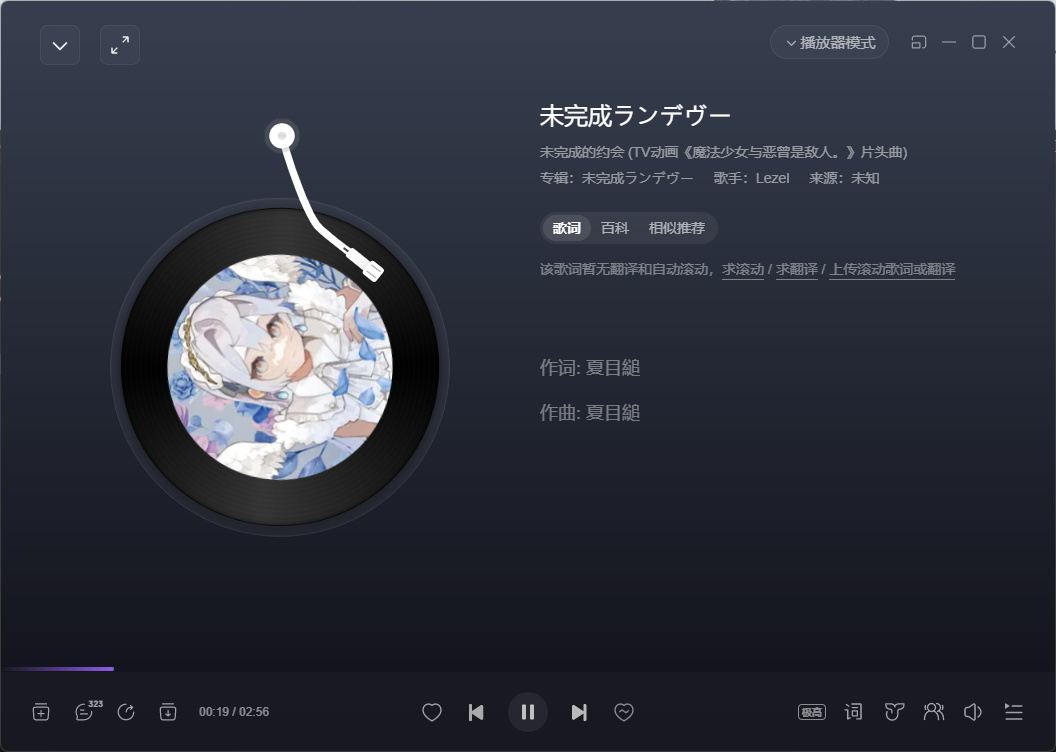 播放器模式
未完成ランデヴー
未完成的约会 (TV动画《魔法少女与恶曾是敌人。》片头曲)
专辑：未完成ランデヴー 歌手：Lezel 来源：未知
歌词 百科 相似推荐
该歌词暂无翻译和自动滚动，求滚动 / 求翻译 / 上传滚动歌词或翻译
作词: 夏目縋
作曲: 夏目縋
323
00:19 / 02:56
极高 词